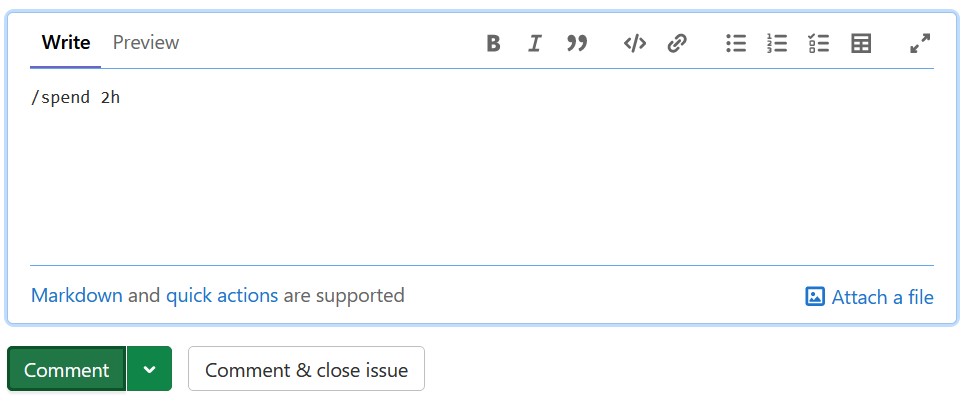 Write Preview
/spend 2h
Markdown and quick actions are supported
Attach a file
Comment
Comment & close issue